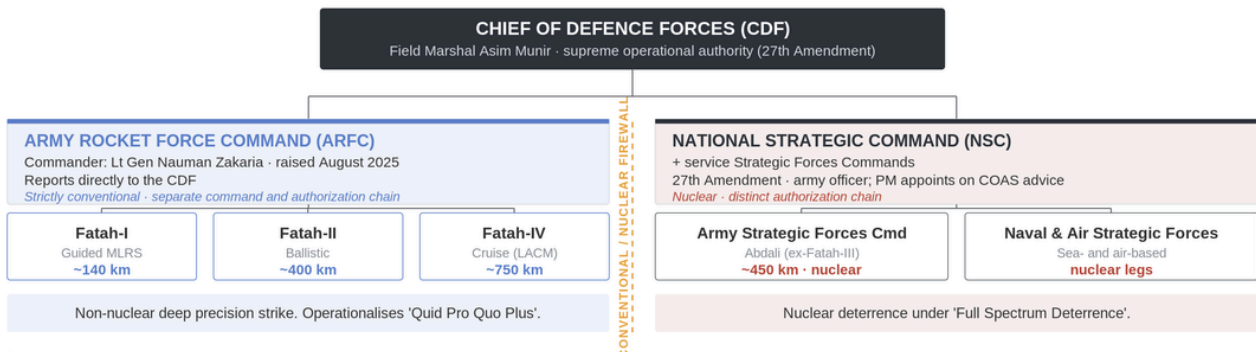 CHIEF OF DEFENCE FORCES (CDF)
Field Marshal Asim Munir · supreme operational authority (27th Amendment)
ARMY ROCKET FORCE COMMAND (ARFC)
Commander: Lt Gen Nauman Zakaria · raised August 2025
Reports directly to the CDF
Strictly conventional · separate command and authorization chain
Fatah-I
Guided MLRS
~140 km
Fatah-II
Ballistic
~400 km
Fatah-IV
Cruise (LACM)
~750 km
Non-nuclear deep precision strike. Operationalises 'Quid Pro Quo Plus'.
CONVENTIONAL / NUCLEAR FIREWALL
NATIONAL STRATEGIC COMMAND (NSC)
+ service Strategic Forces Commands
27th Amendment · army officer; PM appoints on COAS advice
Nuclear · distinct authorization chain
Army Strategic Forces Cmd
Abdali (ex-Fatah-III)
~450 km · nuclear
Naval & Air Strategic Forces
Sea- and air-based
nuclear legs
Nuclear deterrence under 'Full Spectrum Deterrence'.